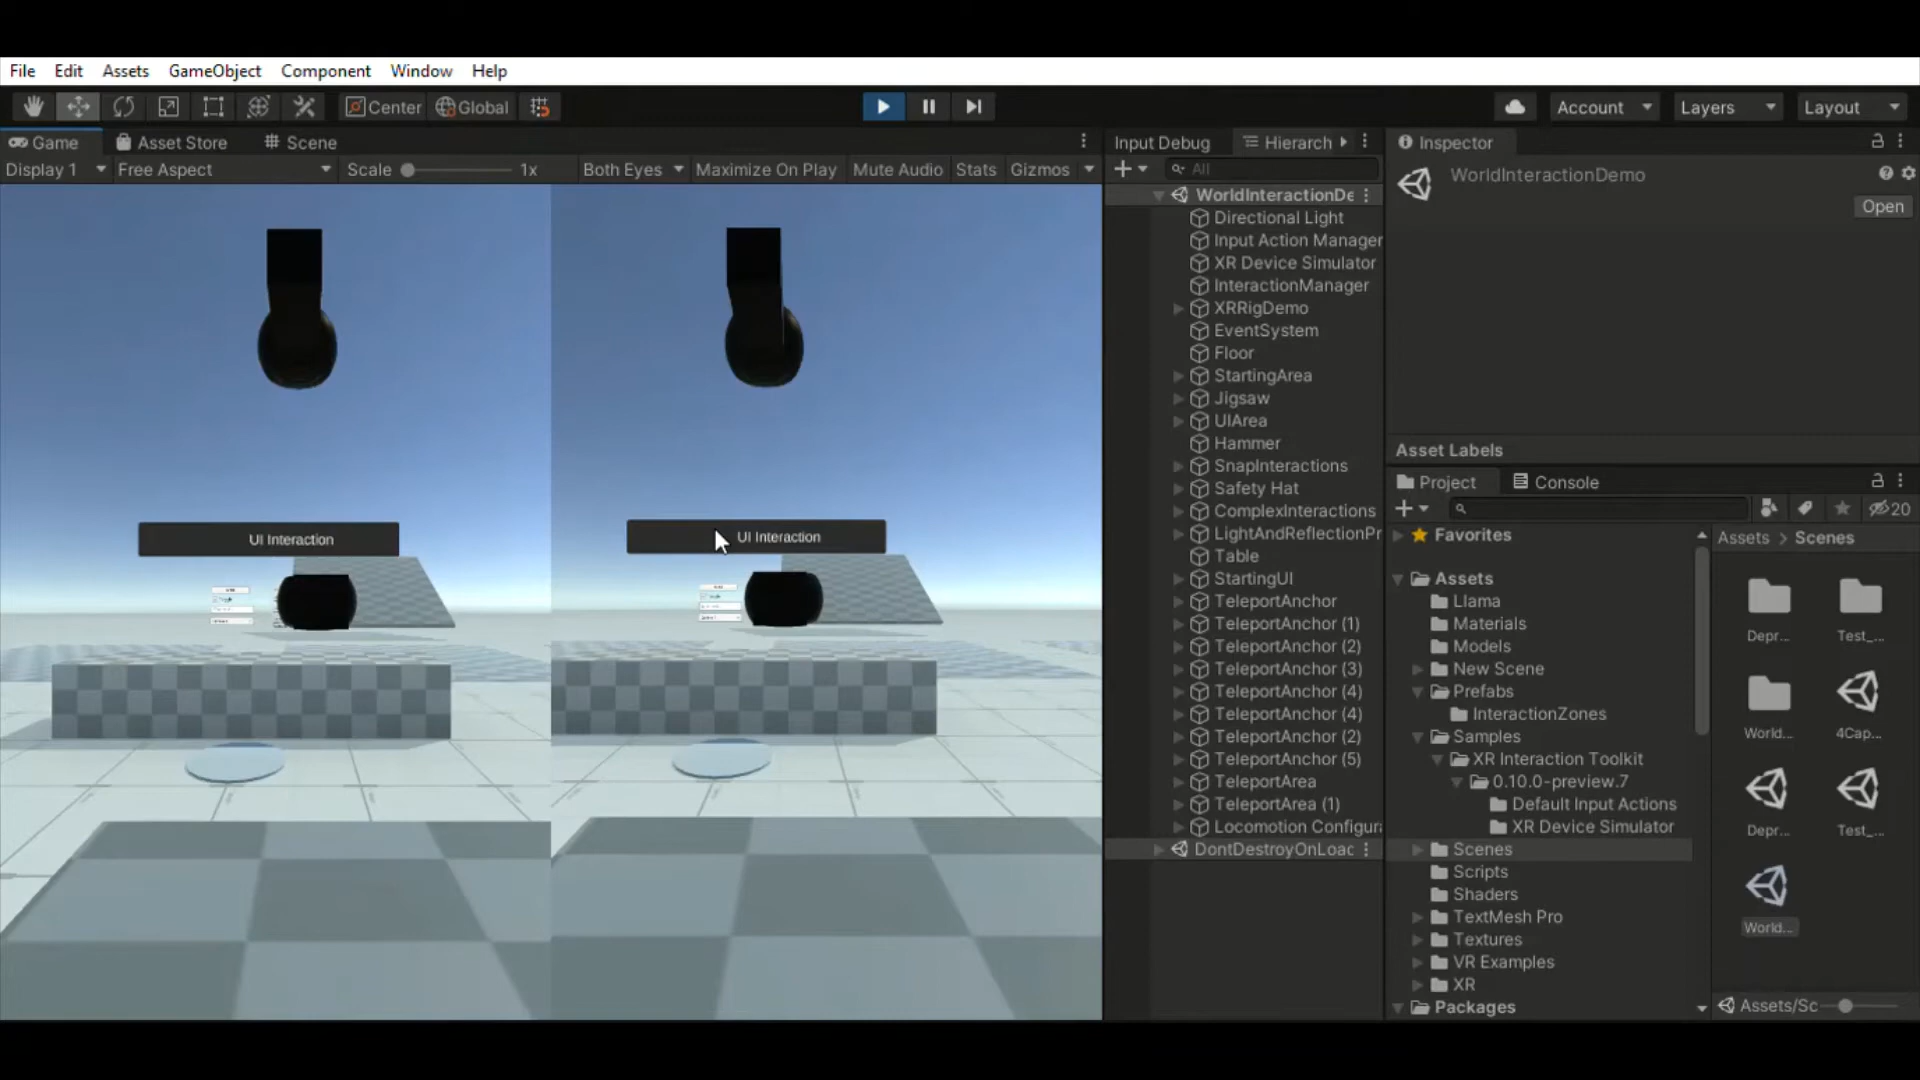 File Edit Assets GameObject Component Window Help
Center Global Account Layers Layout
Game Asset Store Scene
Display 1 Free Aspect Scale 1x Both Eyes Maximize On Play Mute Audio Stats Gizmos
UI Interaction
UI Interaction
Input Debug Hierarch
All
WorldInteractionDe
Directional Light
Input Action Manager
XR Device Simulator
InteractionManager
XRRigDemo
EventSystem
Floor
StartingArea
Jigsaw
UIArea
Hammer
SnapInteractions
Safety Hat
ComplexInteractions
LightAndReflectionPr
Table
StartingUI
TeleportAnchor
TeleportAnchor (1)
TeleportAnchor (2)
TeleportAnchor (3)
TeleportAnchor (4)
TeleportAnchor (4)
TeleportAnchor (2)
TeleportAnchor (5)
TeleportArea
TeleportArea (1)
Locomotion Configur
DontDestroyOnLoad
Inspector
WorldInteractionDemo
Open
Asset Labels
Project Console
20
Favorites
Assets
Llama
Materials
Models
New Scene
Prefabs
InteractionZones
Samples
XR Interaction Toolkit
0.10.0-preview.7
Default Input Actions
XR Device Simulator
Scenes
Scripts
Shaders
TextMesh Pro
Textures
VR Examples
XR
Packages
Assets > Scenes
Depr... Test_...
World... 4Cap...
Depr... Test_...
World...
Assets/Sc